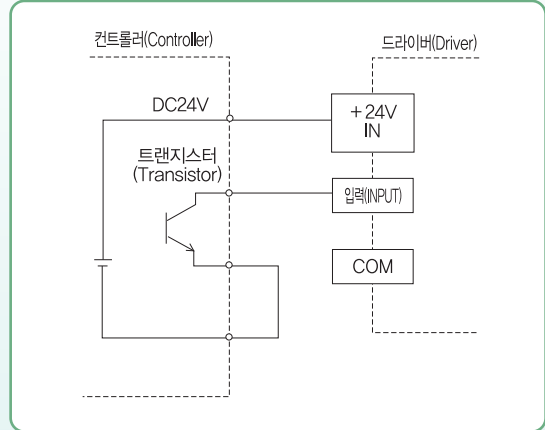 컨트롤러(Controller)
드라이버(Driver)
DC24V
+24V
IN
트랜지스터
(Transistor)
입력(INPUT)
COM